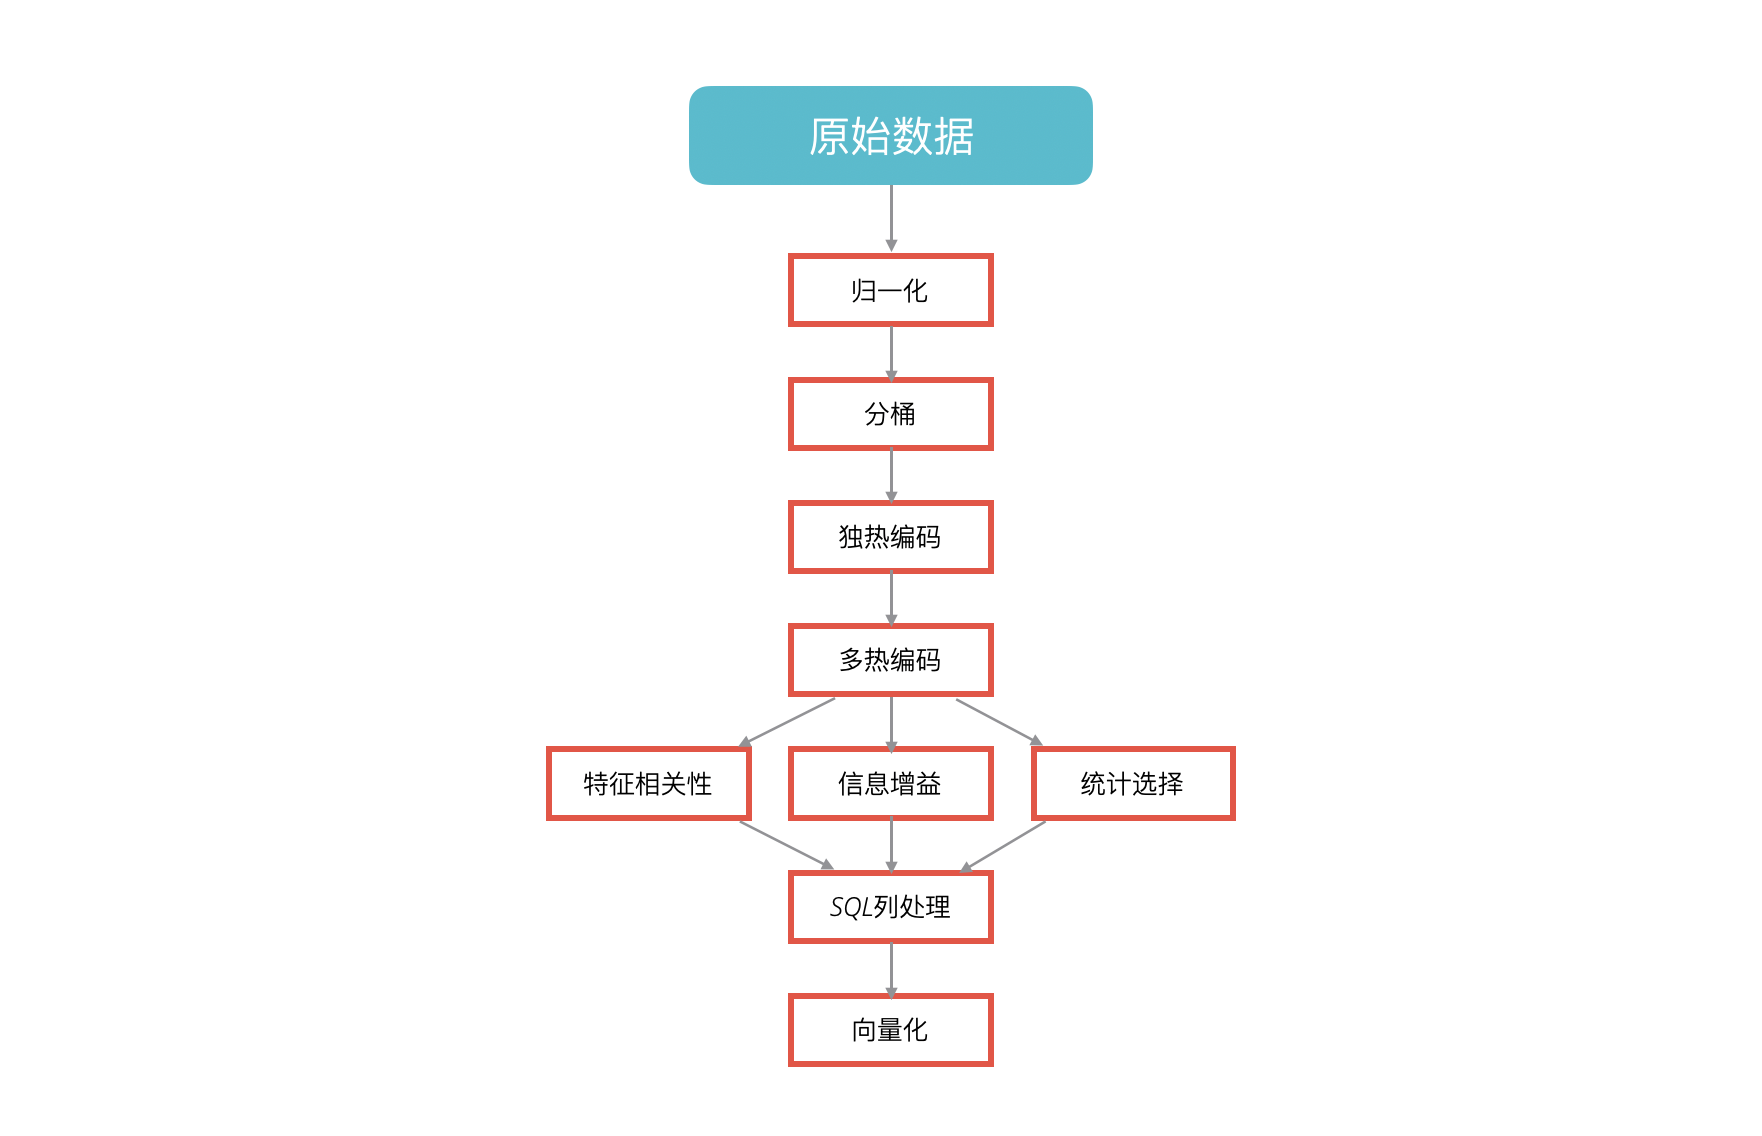 原始数据
归一化
分桶
独热编码
多热编码
特征相关性
信息增益
统计选择
SQL列处理
向量化